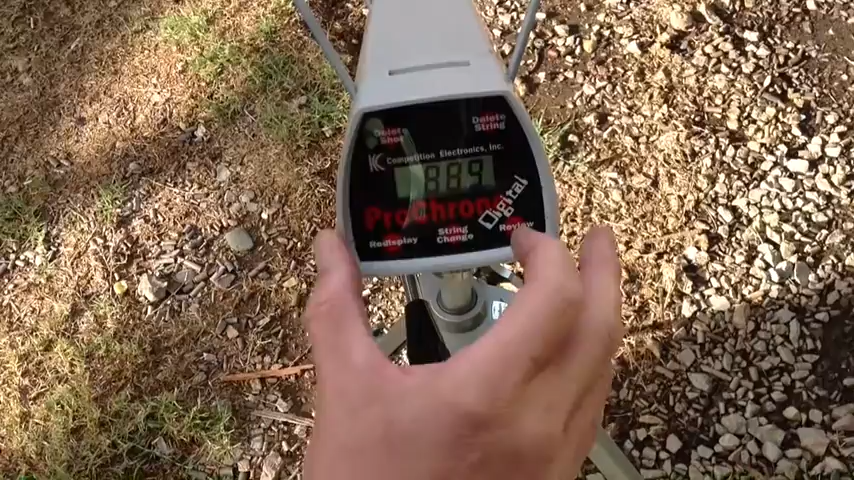 Delete Shot
Delete String
Competition Electronics, Inc.
889
ProChrono
Digital
Redisplay
String Change
Review